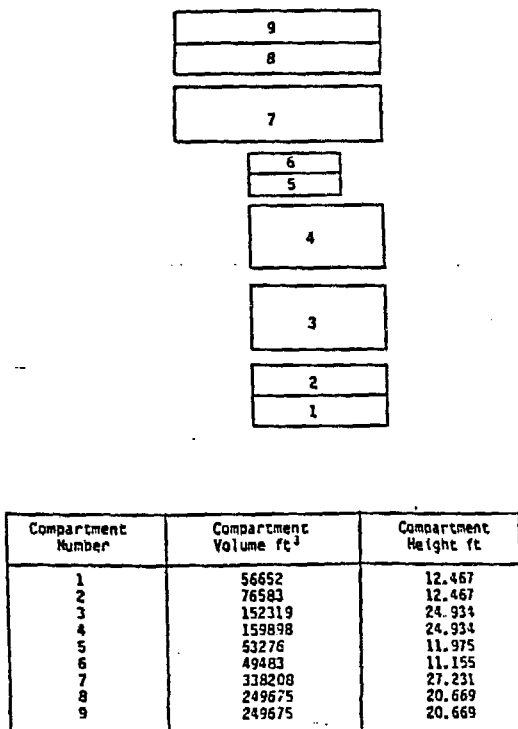 9
8
7
6
5
4
3
2
1
Compartment Number Compartment Volume ft³ Compartment Height ft
1 56652 12.467
2 76583 12.467
3 152319 24.934
4 159898 24.934
5 53276 11.975
6 49483 11.155
7 338208 27.231
8 249675 20.669
9 249675 20.669